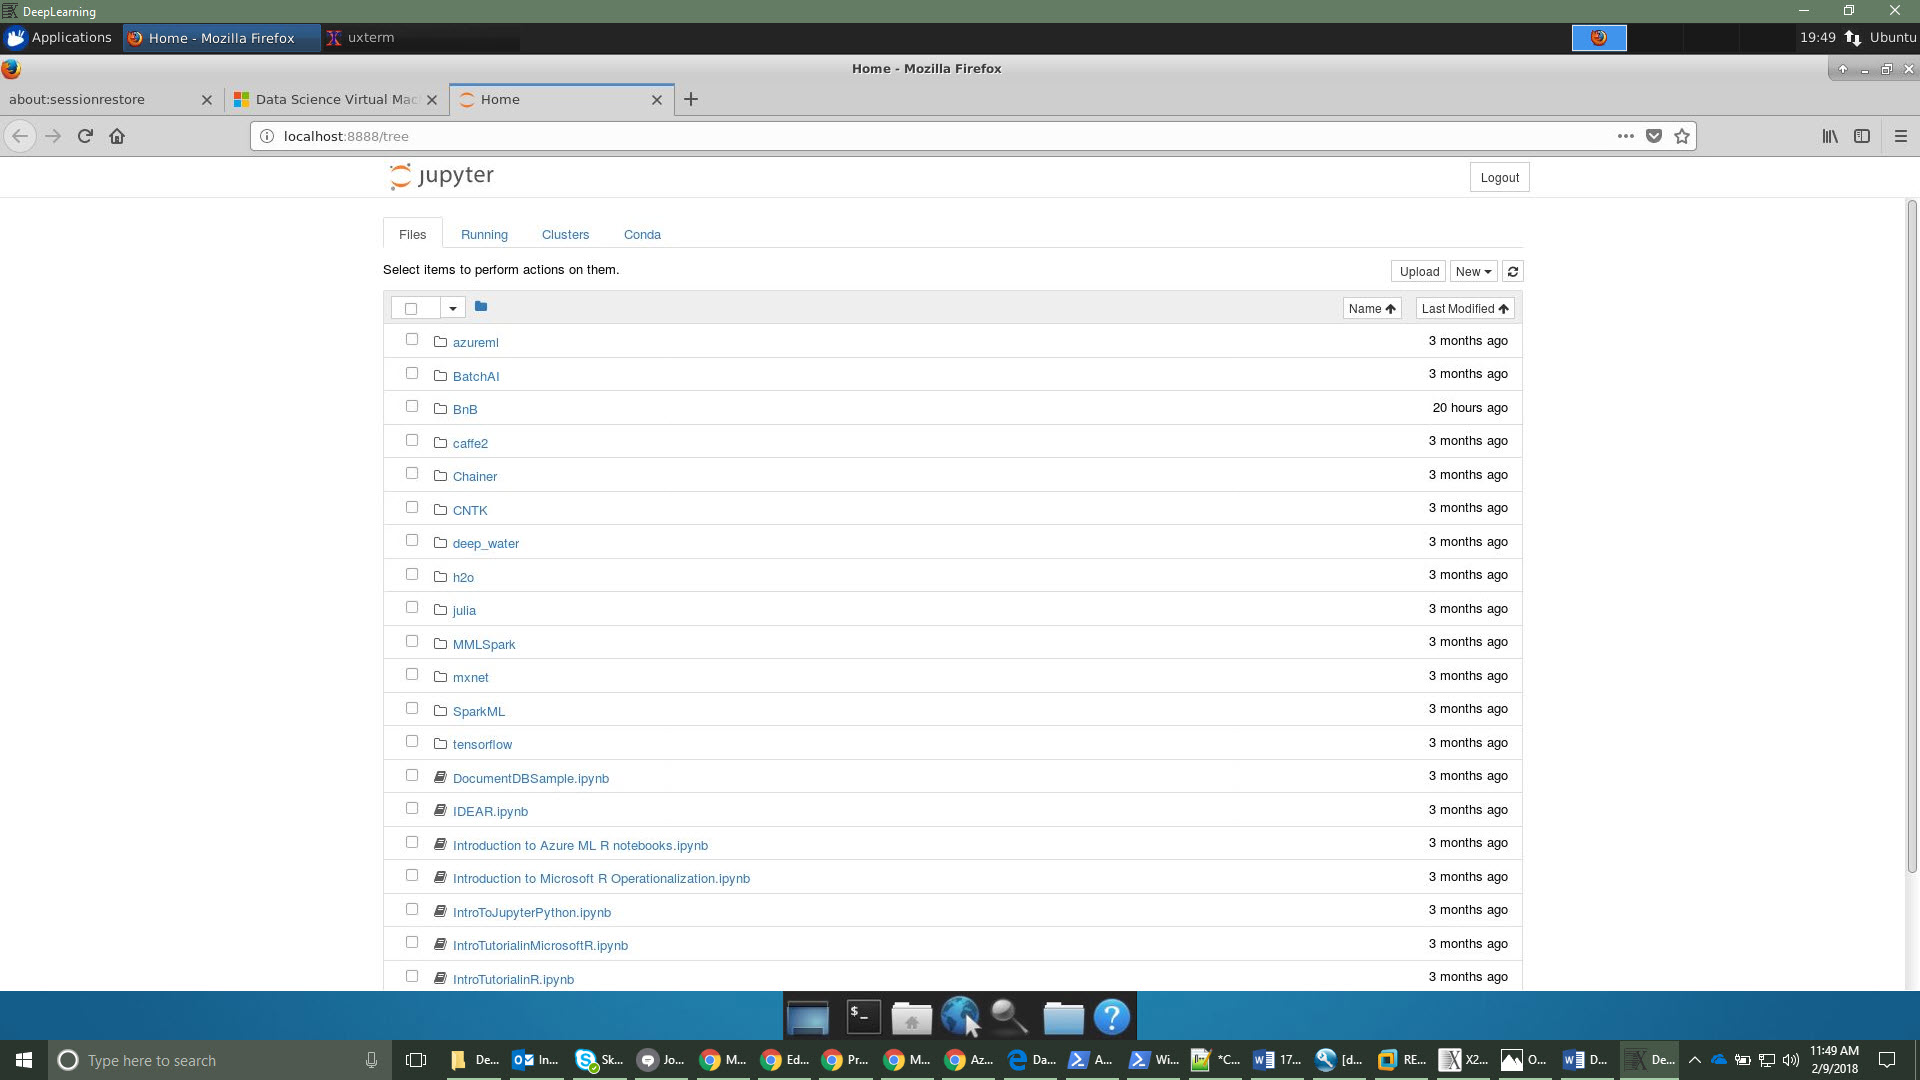 DeepLearning
Applications Home - Mozilla Firefox uxterm 19:49 Ubuntu
Home - Mozilla Firefox
about:sessionrestore Data Science Virtual Mac Home
localhost:8888/tree
jupyter Logout
Files Running Clusters Conda
Select items to perform actions on them. Upload New
Name Last Modified
azureml 3 months ago
BatchAI 3 months ago
BnB 20 hours ago
caffe2 3 months ago
Chainer 3 months ago
CNTK 3 months ago
deep_water 3 months ago
h2o 3 months ago
julia 3 months ago
MMLSpark 3 months ago
mxnet 3 months ago
SparkML 3 months ago
tensorflow 3 months ago
DocumentDBSample.ipynb 3 months ago
IDEAR.ipynb 3 months ago
Introduction to Azure ML R notebooks.ipynb 3 months ago
Introduction to Microsoft R Operationalization.ipynb 3 months ago
IntroToJupyterPython.ipynb 3 months ago
IntroTutorialinMicrosoftR.ipynb 3 months ago
IntroTutorialinR.ipynb 3 months ago
$_ ?
Type here to search De... In... Sk... Jo... M... Ed... Pr... M... Az... Da... A... Wi... *C... 17... [d... RE... X2... O... D... De... 11:49 AM
2/9/2018